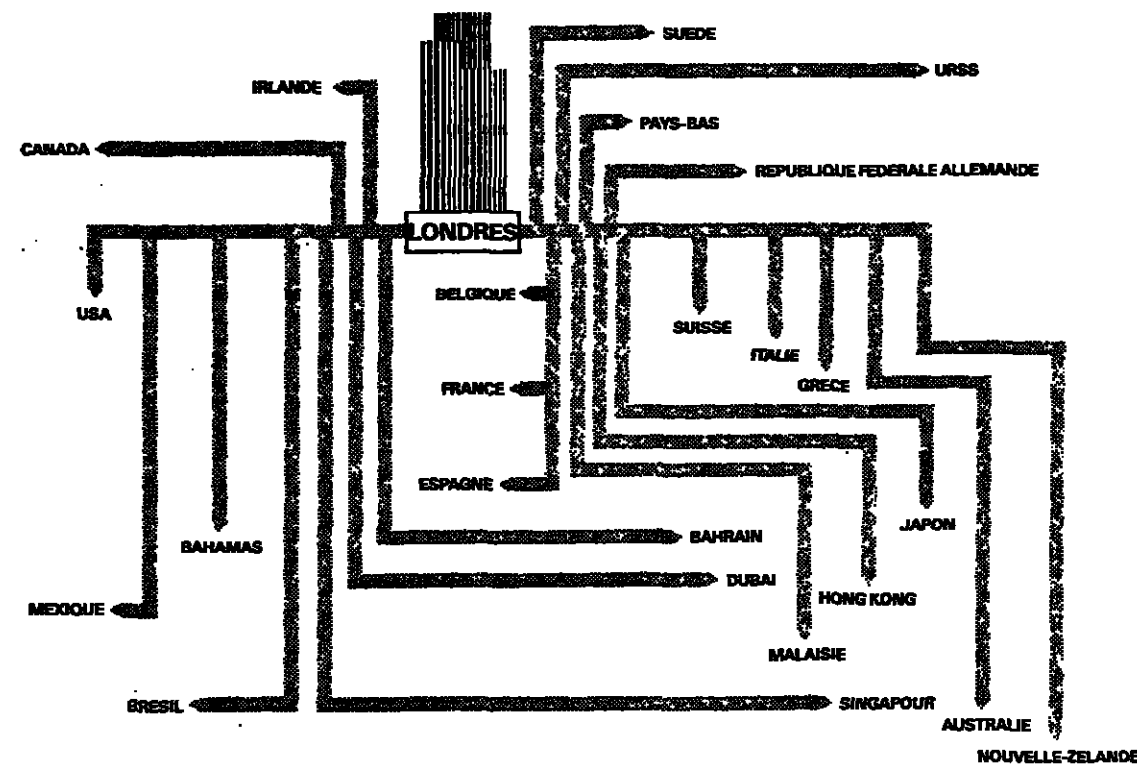 SUEDE
URSS
IRLANDE
PAYS-BAS
CANADA
REPUBLIQUE FEDERALE ALLEMANDE
LONDRES
BELGIQUE
USA
SUISSE
ITALIE
FRANCE
GRECE
ESPAGNE
JAPON
BAHRAIN
BAHAMAS
DUBAI
HONG KONG
MEXIQUE
MALAISIE
BRESIL
SINGAPOUR
AUSTRALIE
NOUVELLE-ZELANDE